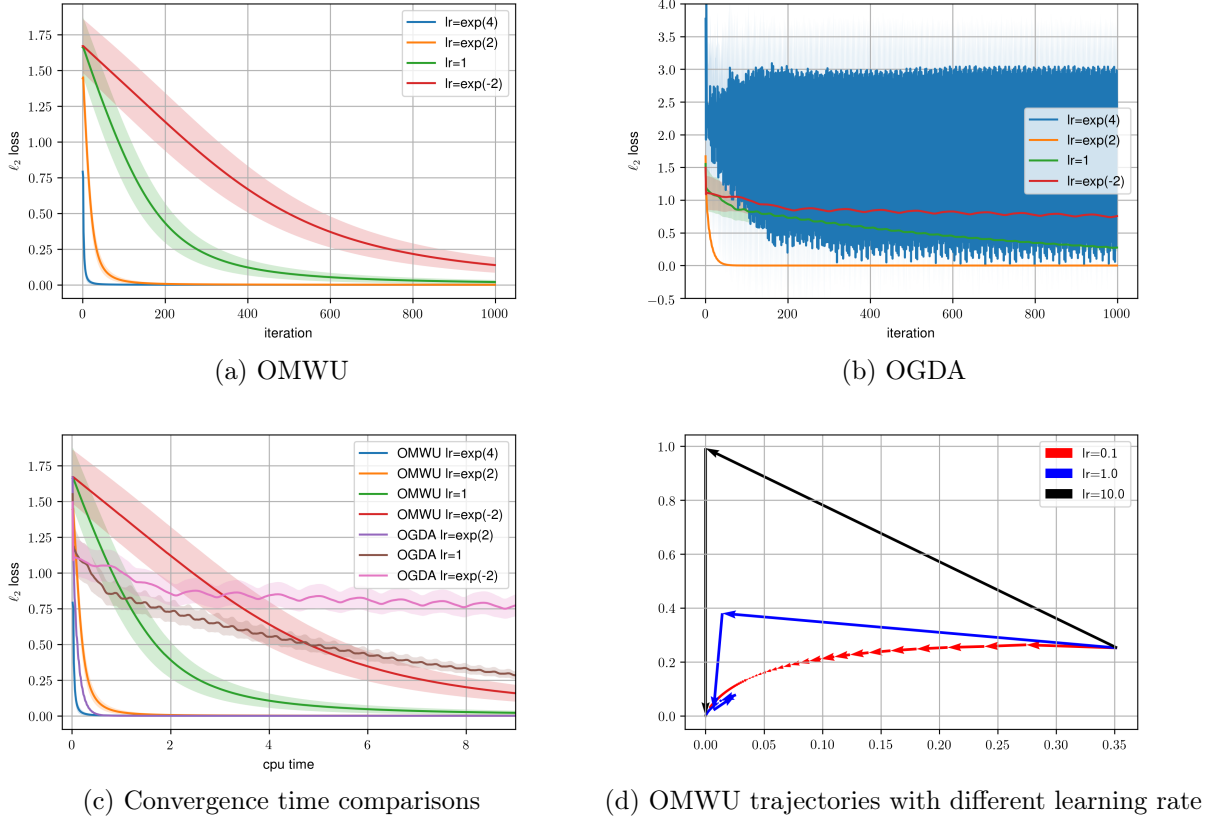 1.75
1.50
1.25
1.00
0.75
0.50
0.25
0.00
ℓ₂ loss
0 200 400 600 800 1000
iteration
lr=exp(4)
lr=exp(2)
lr=1
lr=exp(-2)
(a) OMWU
4.0
3.5
3.0
2.5
2.0
1.5
1.0
0.5
0.0
−0.5
ℓ₂ loss
0 200 400 600 800 1000
iteration
lr=exp(4)
lr=exp(2)
lr=1
lr=exp(-2)
(b) OGDA
1.75
1.50
1.25
1.00
0.75
0.50
0.25
0.00
ℓ₂ loss
0 2 4 6 8
cpu time
OMWU lr=exp(4)
OMWU lr=exp(2)
OMWU lr=1
OMWU lr=exp(-2)
OGDA lr=exp(2)
OGDA lr=1
OGDA lr=exp(-2)
(c) Convergence time comparisons
1.0
0.8
0.6
0.4
0.2
0.0
0.00 0.05 0.10 0.15 0.20 0.25 0.30 0.35
lr=0.1
lr=1.0
lr=10.0
(d) OMWU trajectories with different learning rate